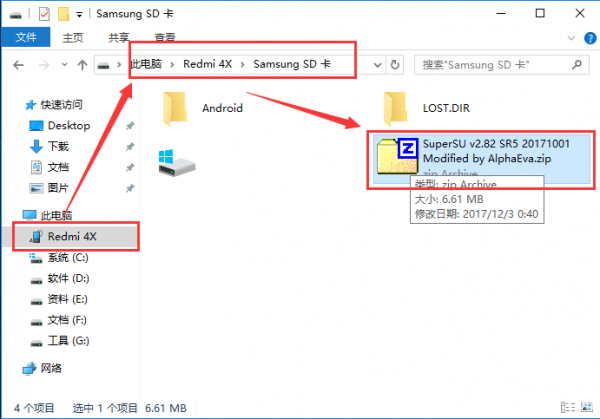 Samsung SD 卡
文件 主页 共享 查看
此电脑 Redmi 4X Samsung SD 卡
搜索"Samsung SD 卡"
快速访问
Desktop
下载
文档
图片
此电脑
Redmi 4X
系统 (C:)
软件 (D:)
资料 (E:)
文档 (F:)
工具 (G:)
网络
Android
LOST.DIR
SuperSU v2.82 SR5 20171001
Modified by AlphaEva.zip
zip Archive
类型: zip Archive
大小: 6.61 MB
修改日期: 2017/12/3 0:40
4 个项目 选中 1 个项目 6.61 MB